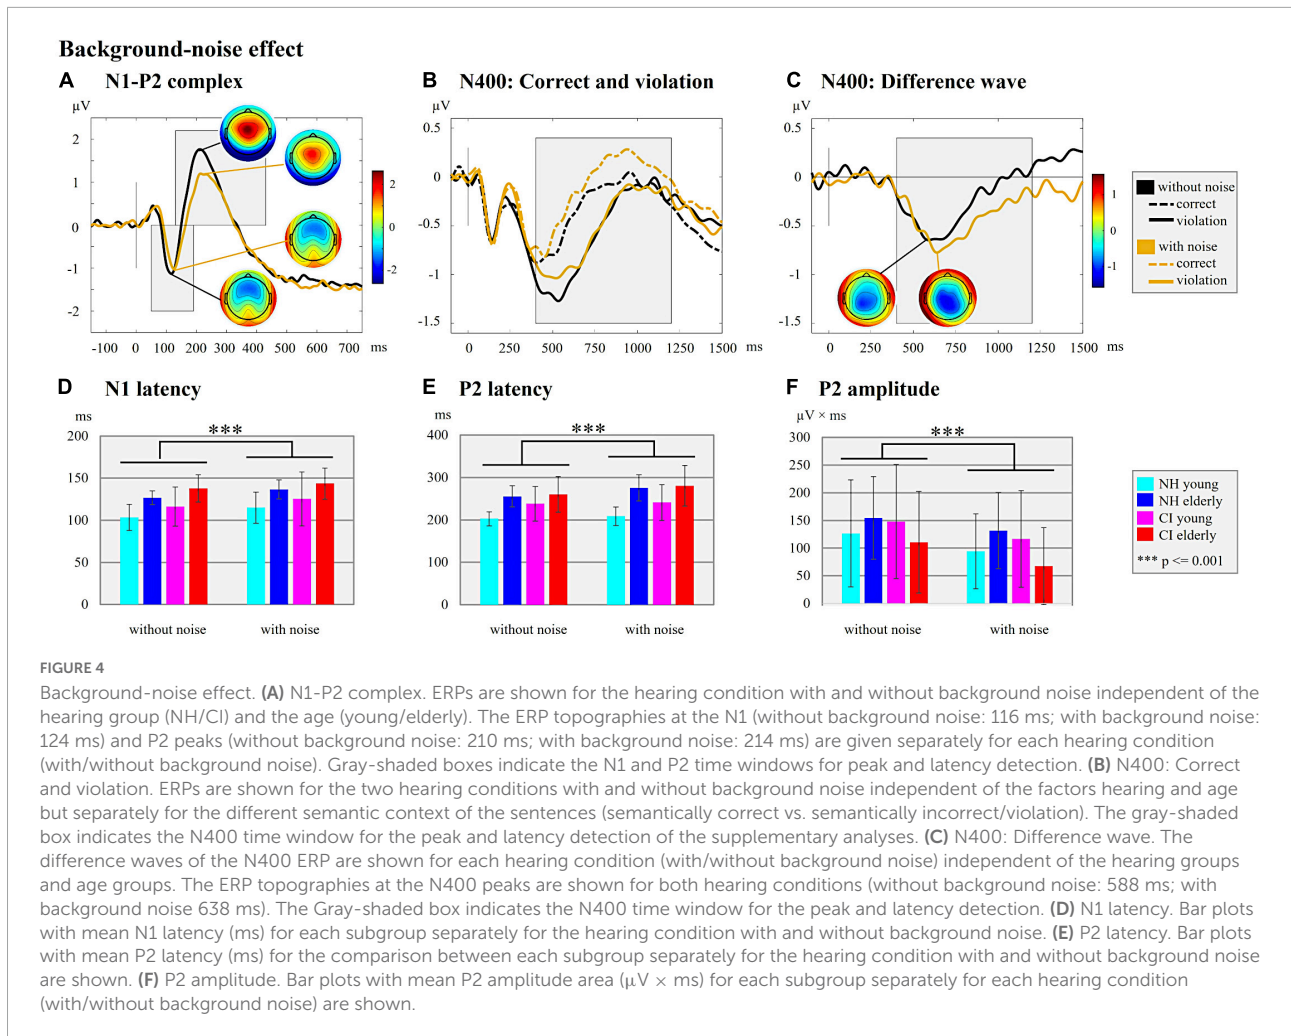 Background-noise effect
A N1-P2 complex
B N400: Correct and violation
C N400: Difference wave
µV
2
1
0
-1
-2
-100 0 100 200 300 400 500 600 700 ms
2
0
-2
µV
0.5
0
-0.5
-1
-1.5
0 250 500 750 1000 1250 1500 ms
µV
0.5
0
-0.5
-1
-1.5
0 250 500 750 1000 1250 1500 ms
1
0
-1
without noise
correct
violation
with noise
correct
violation
D N1 latency
E P2 latency
F P2 amplitude
ms
200
150
100
50
0
***
without noise with noise
ms
400
300
200
100
0
***
without noise with noise
µV × ms
300
250
200
150
100
50
0
***
without noise with noise
NH young
NH elderly
CI young
CI elderly
*** p <= 0.001
FIGURE 4
Background-noise effect. (A) N1-P2 complex. ERPs are shown for the hearing condition with and without background noise independent of the
hearing group (NH/CI) and the age (young/elderly). The ERP topographies at the N1 (without background noise: 116 ms; with background noise:
124 ms) and P2 peaks (without background noise: 210 ms; with background noise: 214 ms) are given separately for each hearing condition
(with/without background noise). Gray-shaded boxes indicate the N1 and P2 time windows for peak and latency detection. (B) N400: Correct
and violation. ERPs are shown for the two hearing conditions with and without background noise independent of the factors hearing and age
but separately for the different semantic context of the sentences (semantically correct vs. semantically incorrect/violation). The gray-shaded
box indicates the N400 time window for the peak and latency detection of the supplementary analyses. (C) N400: Difference wave. The
difference waves of the N400 ERP are shown for each hearing condition (with/without background noise) independent of the hearing groups
and age groups. The ERP topographies at the N400 peaks are shown for both hearing conditions (without background noise: 588 ms; with
background noise 638 ms). The Gray-shaded box indicates the N400 time window for the peak and latency detection. (D) N1 latency. Bar plots
with mean N1 latency (ms) for each subgroup separately for the hearing condition with and without background noise. (E) P2 latency. Bar plots
with mean P2 latency (ms) for the comparison between each subgroup separately for the hearing condition with and without background noise
are shown. (F) P2 amplitude. Bar plots with mean P2 amplitude area (µV × ms) for each subgroup separately for each hearing condition
(with/without background noise) are shown.